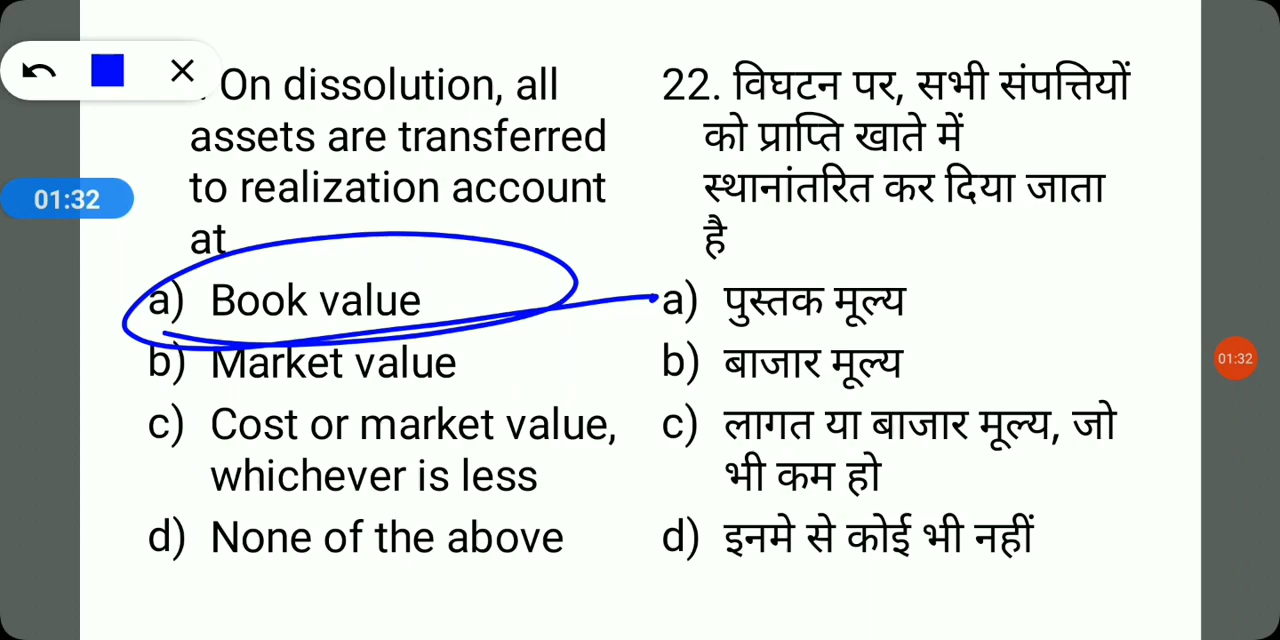 01:32
. On dissolution, all
assets are transferred
to realization account
at
a) Book value
b) Market value
c) Cost or market value,
whichever is less
d) None of the above
22. विघटन पर, सभी संपत्तियों
को प्राप्ति खाते में
स्थानांतरित कर दिया जाता
है
a) पुस्तक मूल्य
b) बाजार मूल्य
c) लागत या बाजार मूल्य, जो
भी कम हो
d) इनमे से कोई भी नहीं
01:32